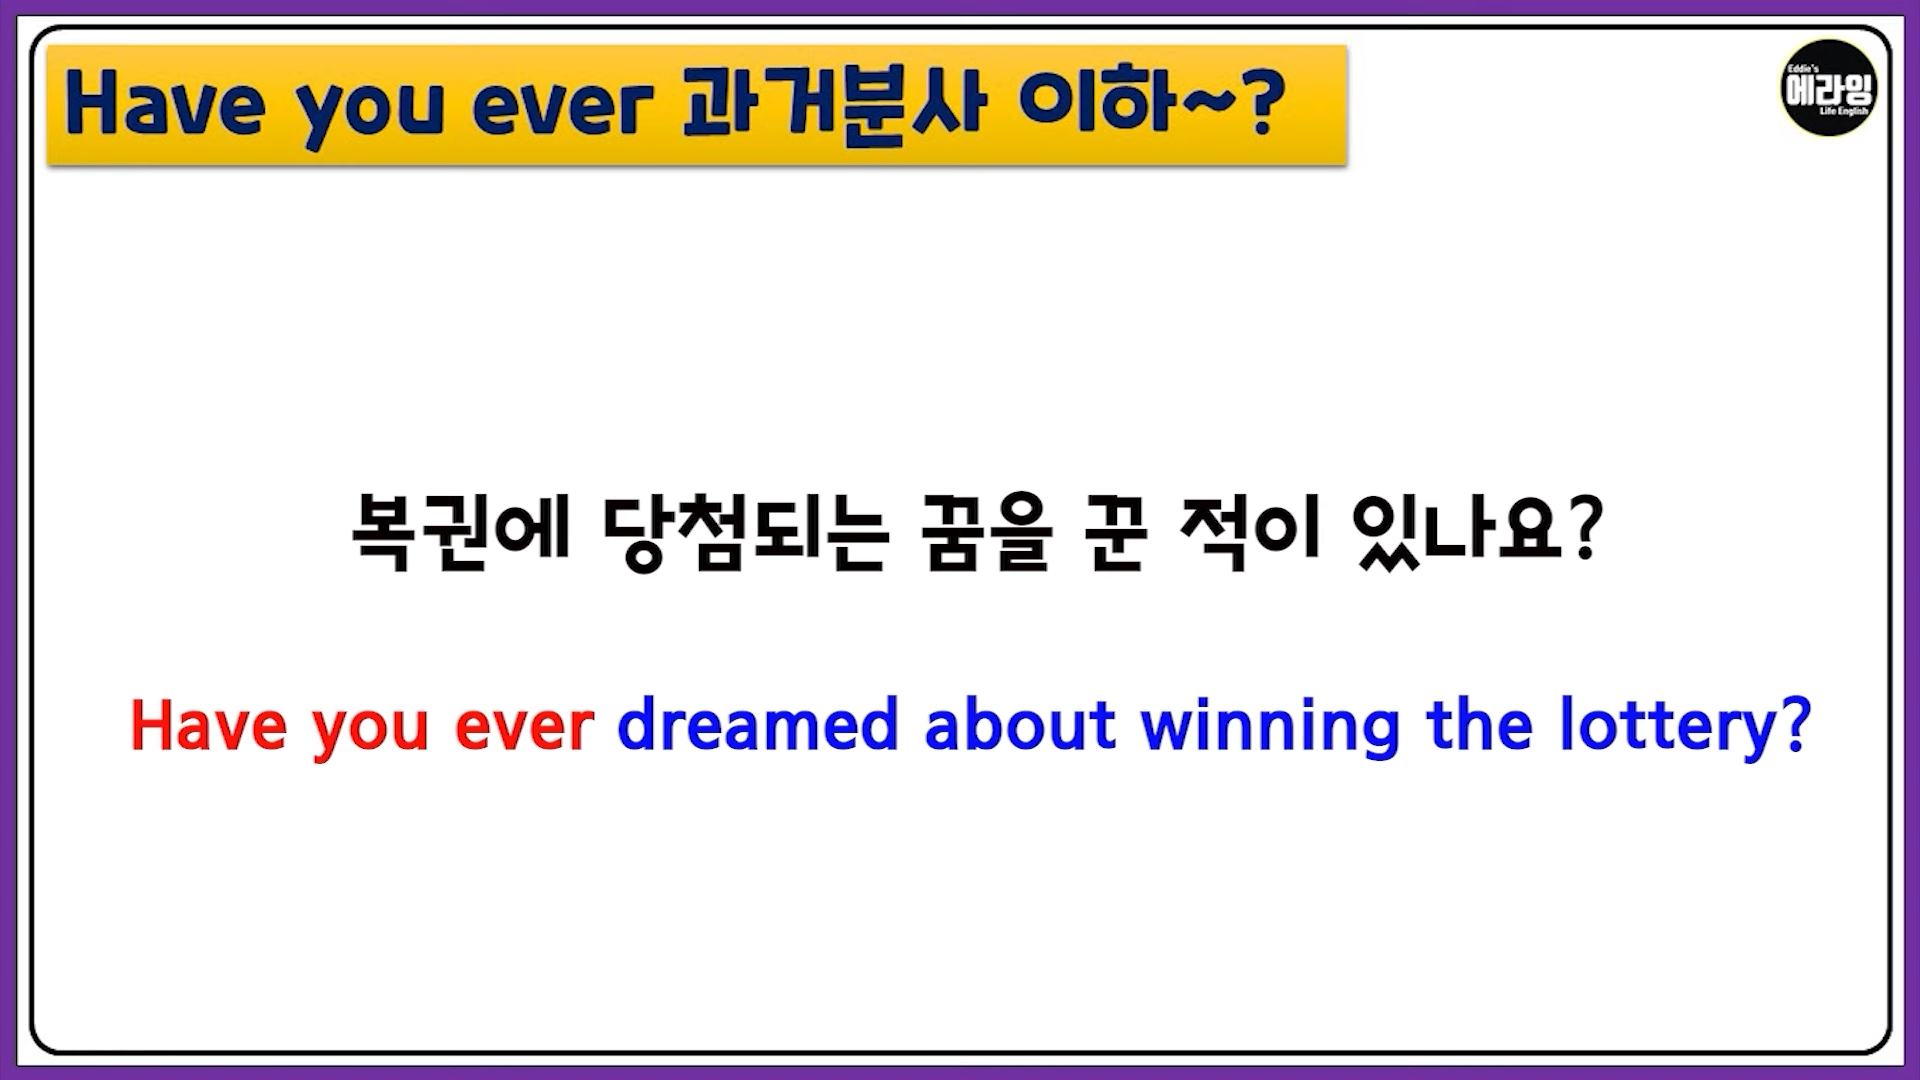 Have you ever 과거분사 이하~?
Eddie's
에라잉
Life English
복권에 당첨되는 꿈을 꾼 적이 있나요?
Have you ever dreamed about winning the lottery?